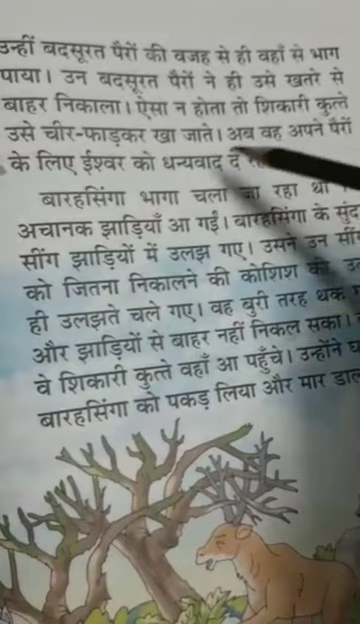 उन्हीं बदसूरत पैरों की वजह से ही वहाँ से भाग
पाया। उन बदसूरत पैरों ने ही उसे खतरे से
बाहर निकाला। ऐसा न होता तो शिकारी कुत्ते
उसे चीर-फाड़कर खा जाते। अब वह अपने पैरों
के लिए ईश्वर को धन्यवाद दे
बारहसिंगा भागा चला जा रहा था
अचानक झाड़ियाँ आ गईं। बारहसिंगा के
सींग झाड़ियों में उलझ गए। उसने उन
को जितना निकालने की कोशिश की
ही उलझते चले गए। वह बुरी तरह थक
और झाड़ियों से बाहर नहीं निकल सका।
वे शिकारी कुत्ते वहाँ आ पहुँचे। उन्होंने
बारहसिंगा को पकड़ लिया और मार